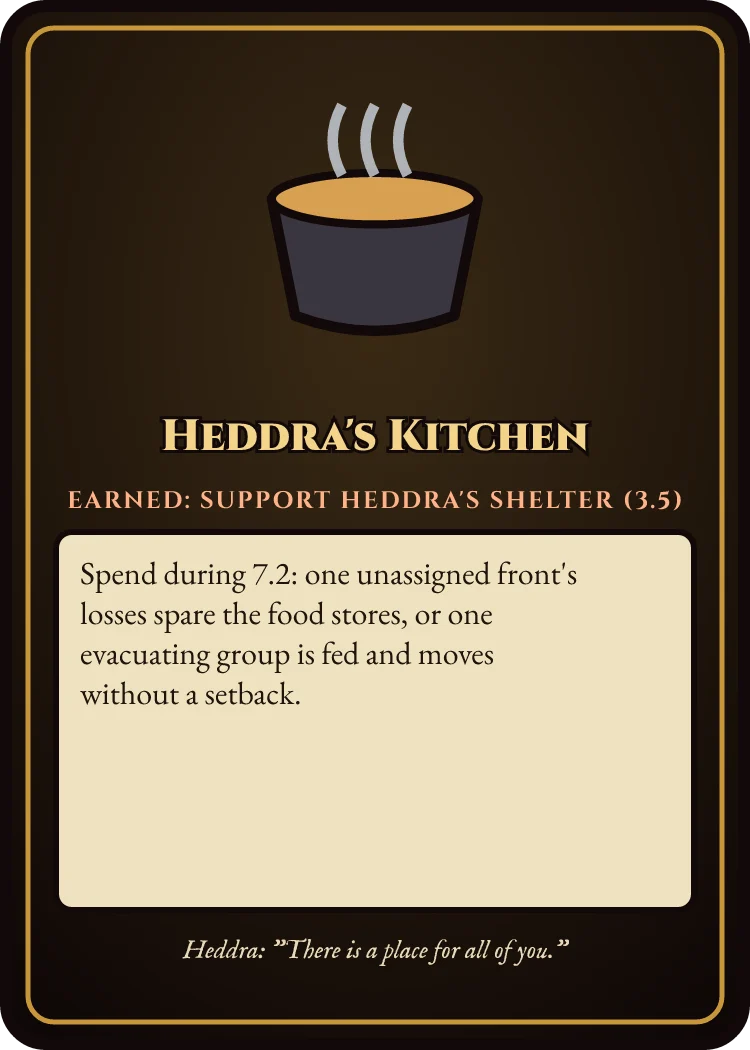 Heddra's Kitchen
Earned: Support Heddra's Shelter (3.5)
Spend during 7.2: one unassigned front's
losses spare the food stores, or one
evacuating group is fed and moves
without a setback.
Heddra: ”There is a place for all of you.”